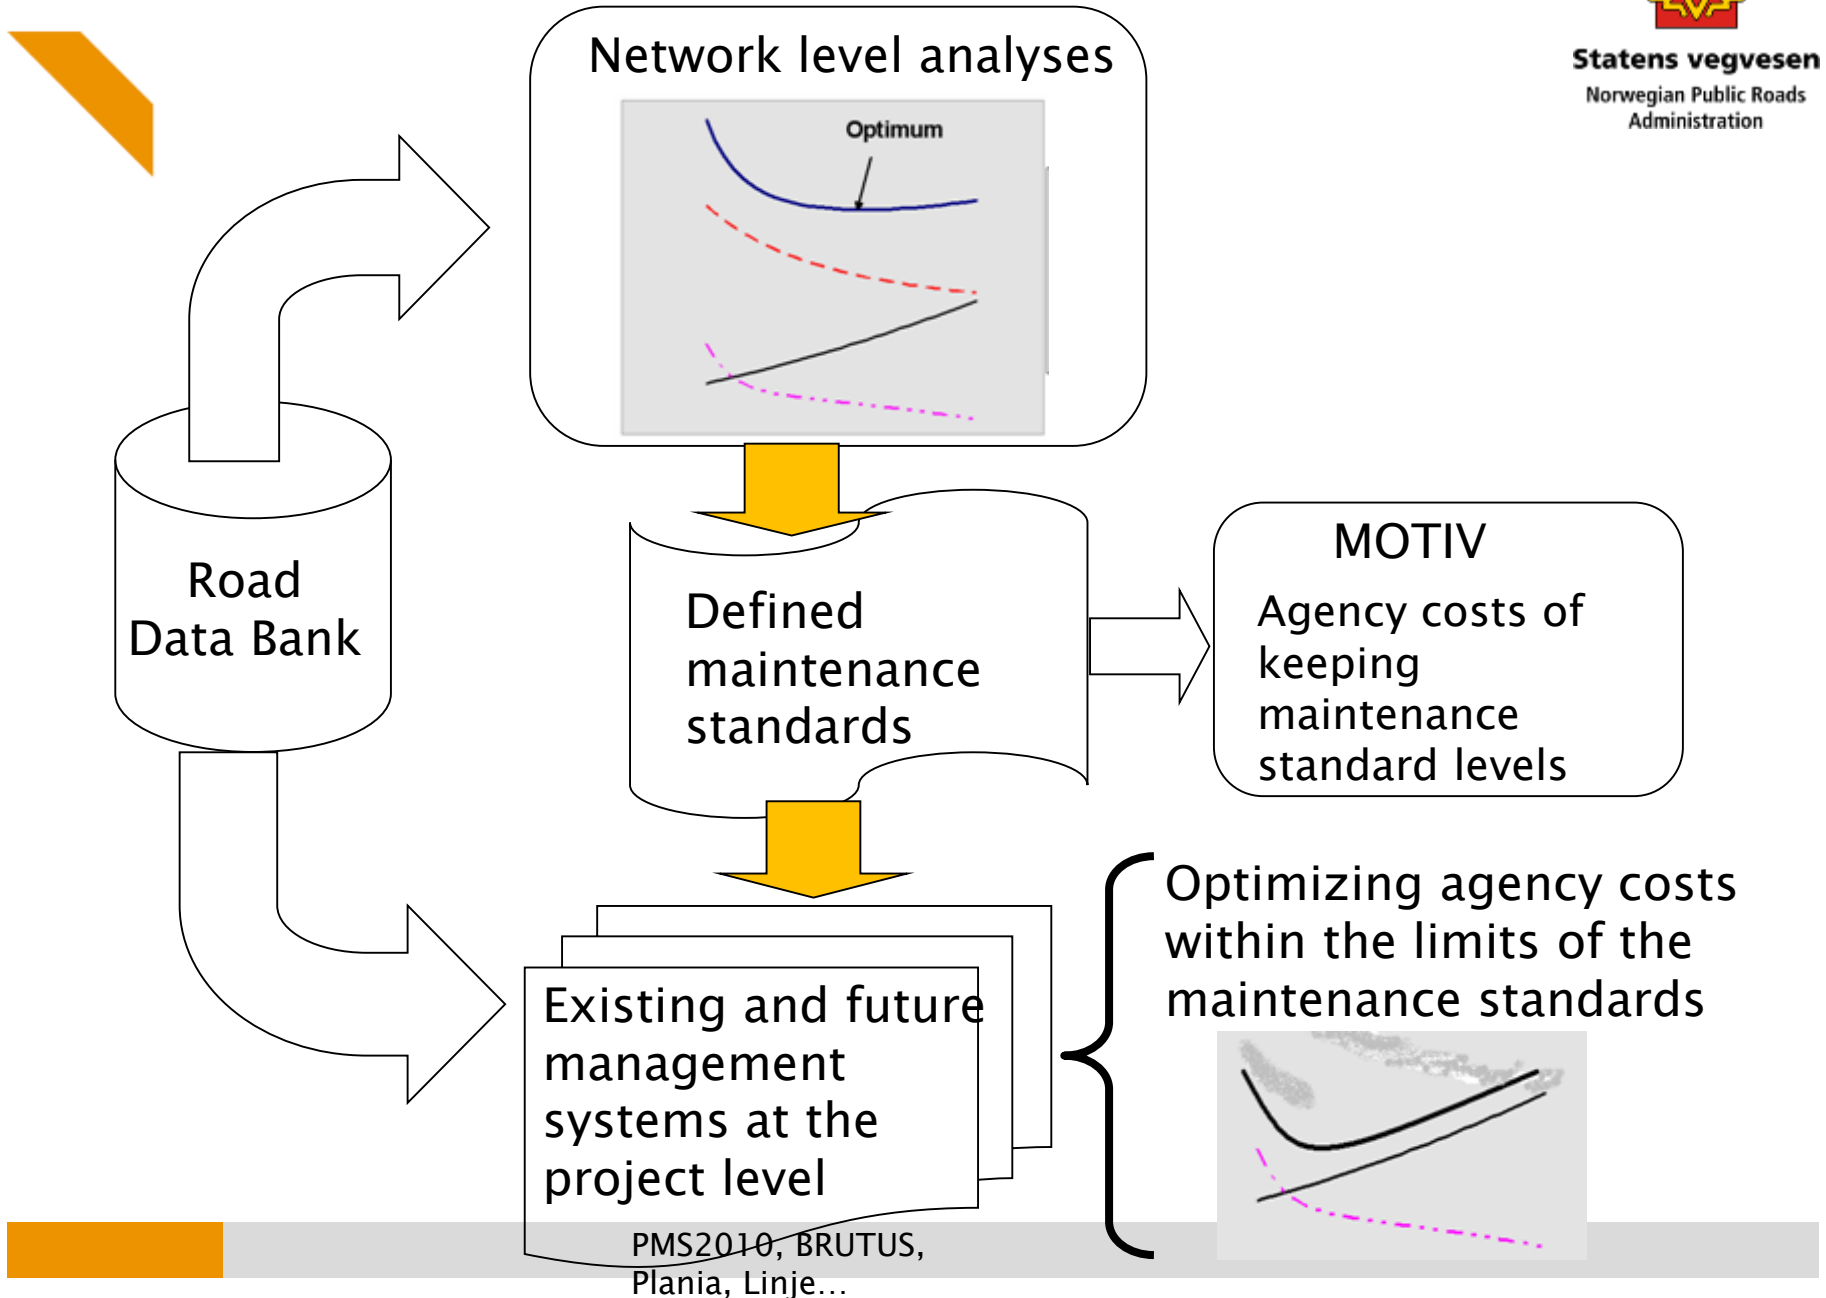 Network level analyses
Optimum
Statens vegvesen
Norwegian Public Roads
Administration
Road
Data Bank
Defined
maintenance
standards
MOTIV
Agency costs of
keeping
maintenance
standard levels
Existing and future
management
systems at the
project level
PMS2010, BRUTUS,
Plania, Linje...
Optimizing agency costs
within the limits of the
maintenance standards